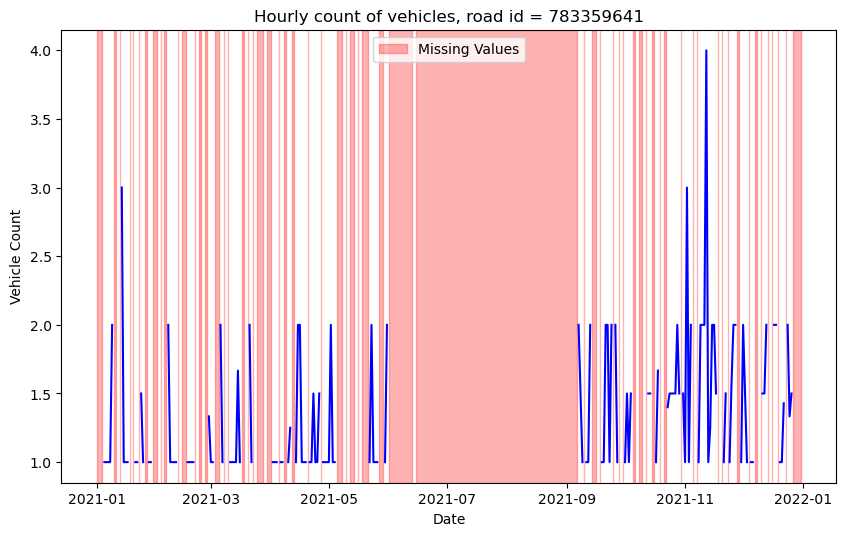 Hourly count of vehicles, road id = 783359641
Missing Values
4.0
3.5
3.0
2.5
2.0
1.5
1.0
Vehicle Count
2021-01 2021-03 2021-05 2021-07 2021-09 2021-11 2022-01
Date